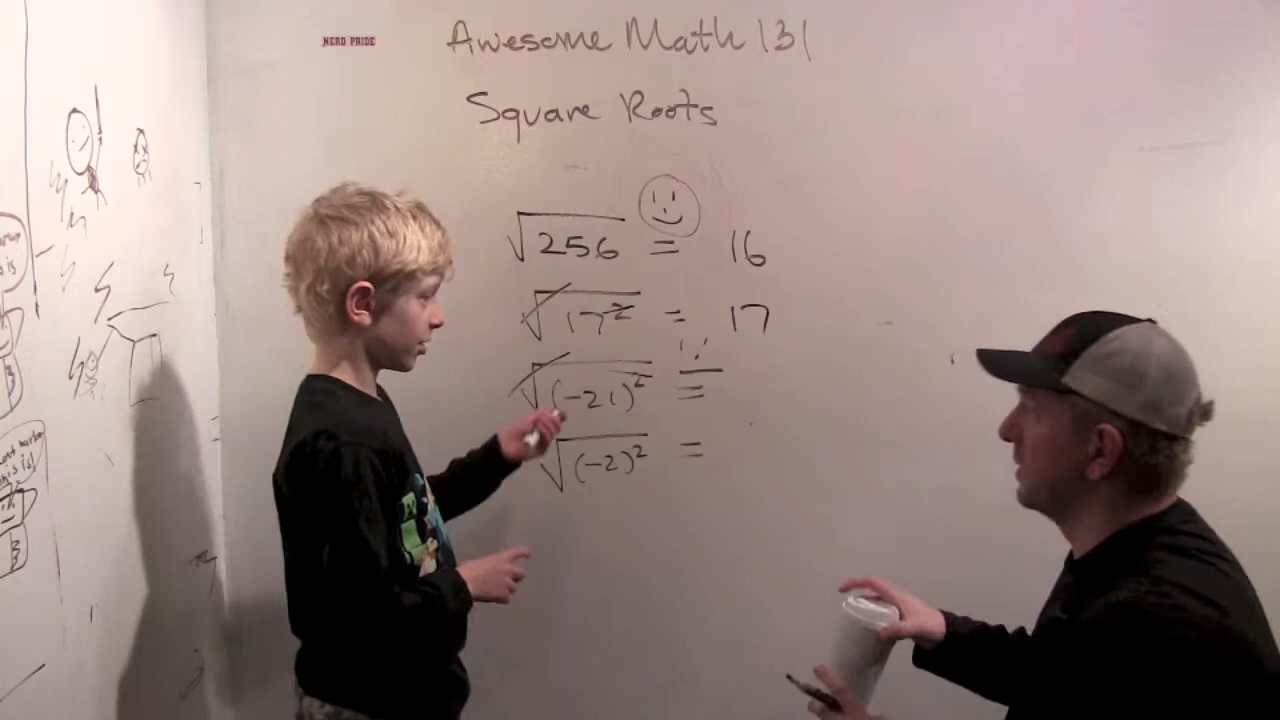 NERD PRIDE
Awesome Math 131
Square Roots
√256 = 16
√17² = 17
√(-21)² =
√(-2)² =